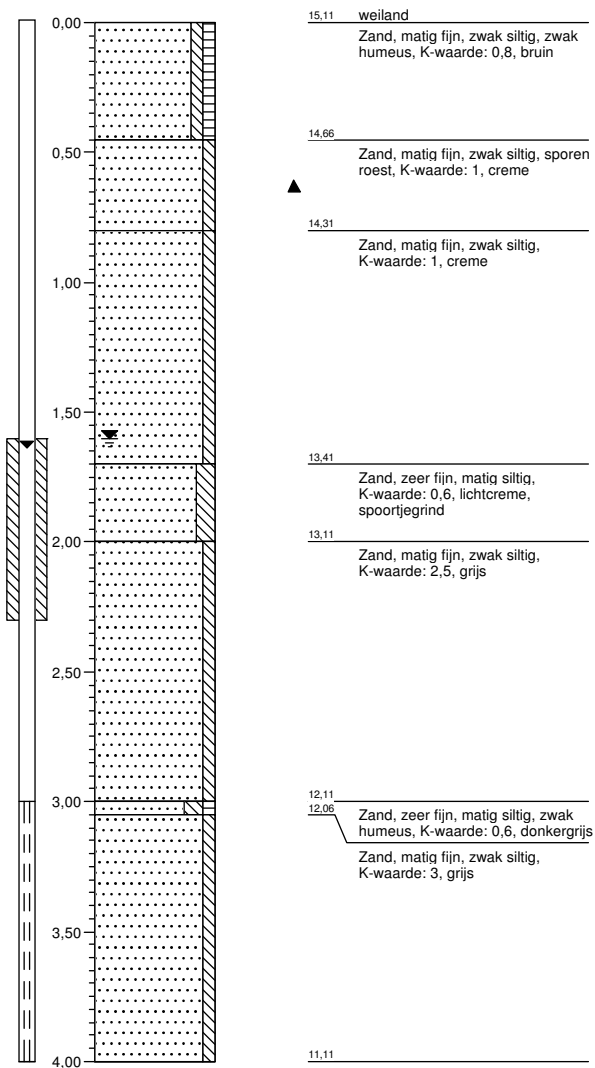 0,00
0,50
1,00
1,50
2,00
2,50
3,00
3,50
4,00
15,11 weiland
Zand, matig fijn, zwak siltig, zwak
humeus, K-waarde: 0,8, bruin
14,66
Zand, matig fijn, zwak siltig, sporen
roest, K-waarde: 1, creme
14,31
Zand, matig fijn, zwak siltig,
K-waarde: 1, creme
13,41
Zand, zeer fijn, matig siltig,
K-waarde: 0,6, lichtcreme,
spoortjegrind
13,11
Zand, matig fijn, zwak siltig,
K-waarde: 2,5, grijs
12,11
12,06
Zand, zeer fijn, matig siltig, zwak
humeus, K-waarde: 0,6, donkergrijs
Zand, matig fijn, zwak siltig,
K-waarde: 3, grijs
11,11